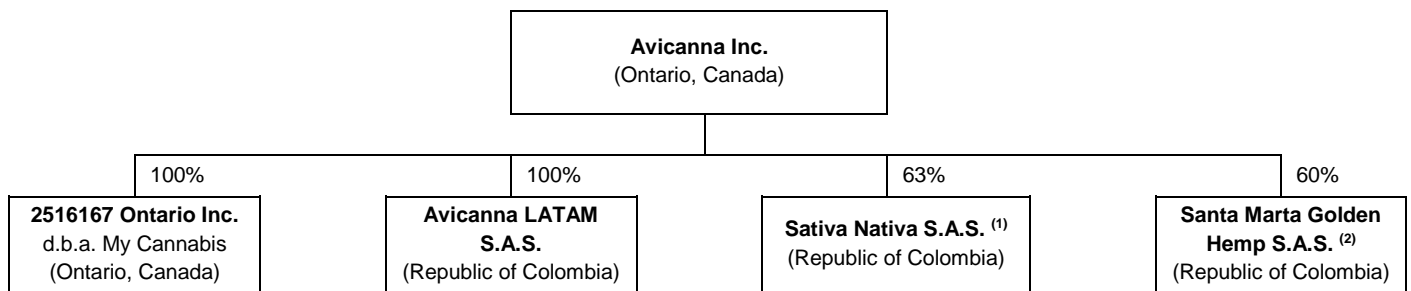 Avicanna Inc.
(Ontario, Canada)
100%
100%
63%
60%
2516167 Ontario Inc.
d.b.a. My Cannabis
(Ontario, Canada)
Avicanna LATAM
S.A.S.
(Republic of Colombia)
Sativa Nativa S.A.S. (1)
(Republic of Colombia)
Santa Marta Golden
Hemp S.A.S. (2)
(Republic of Colombia)